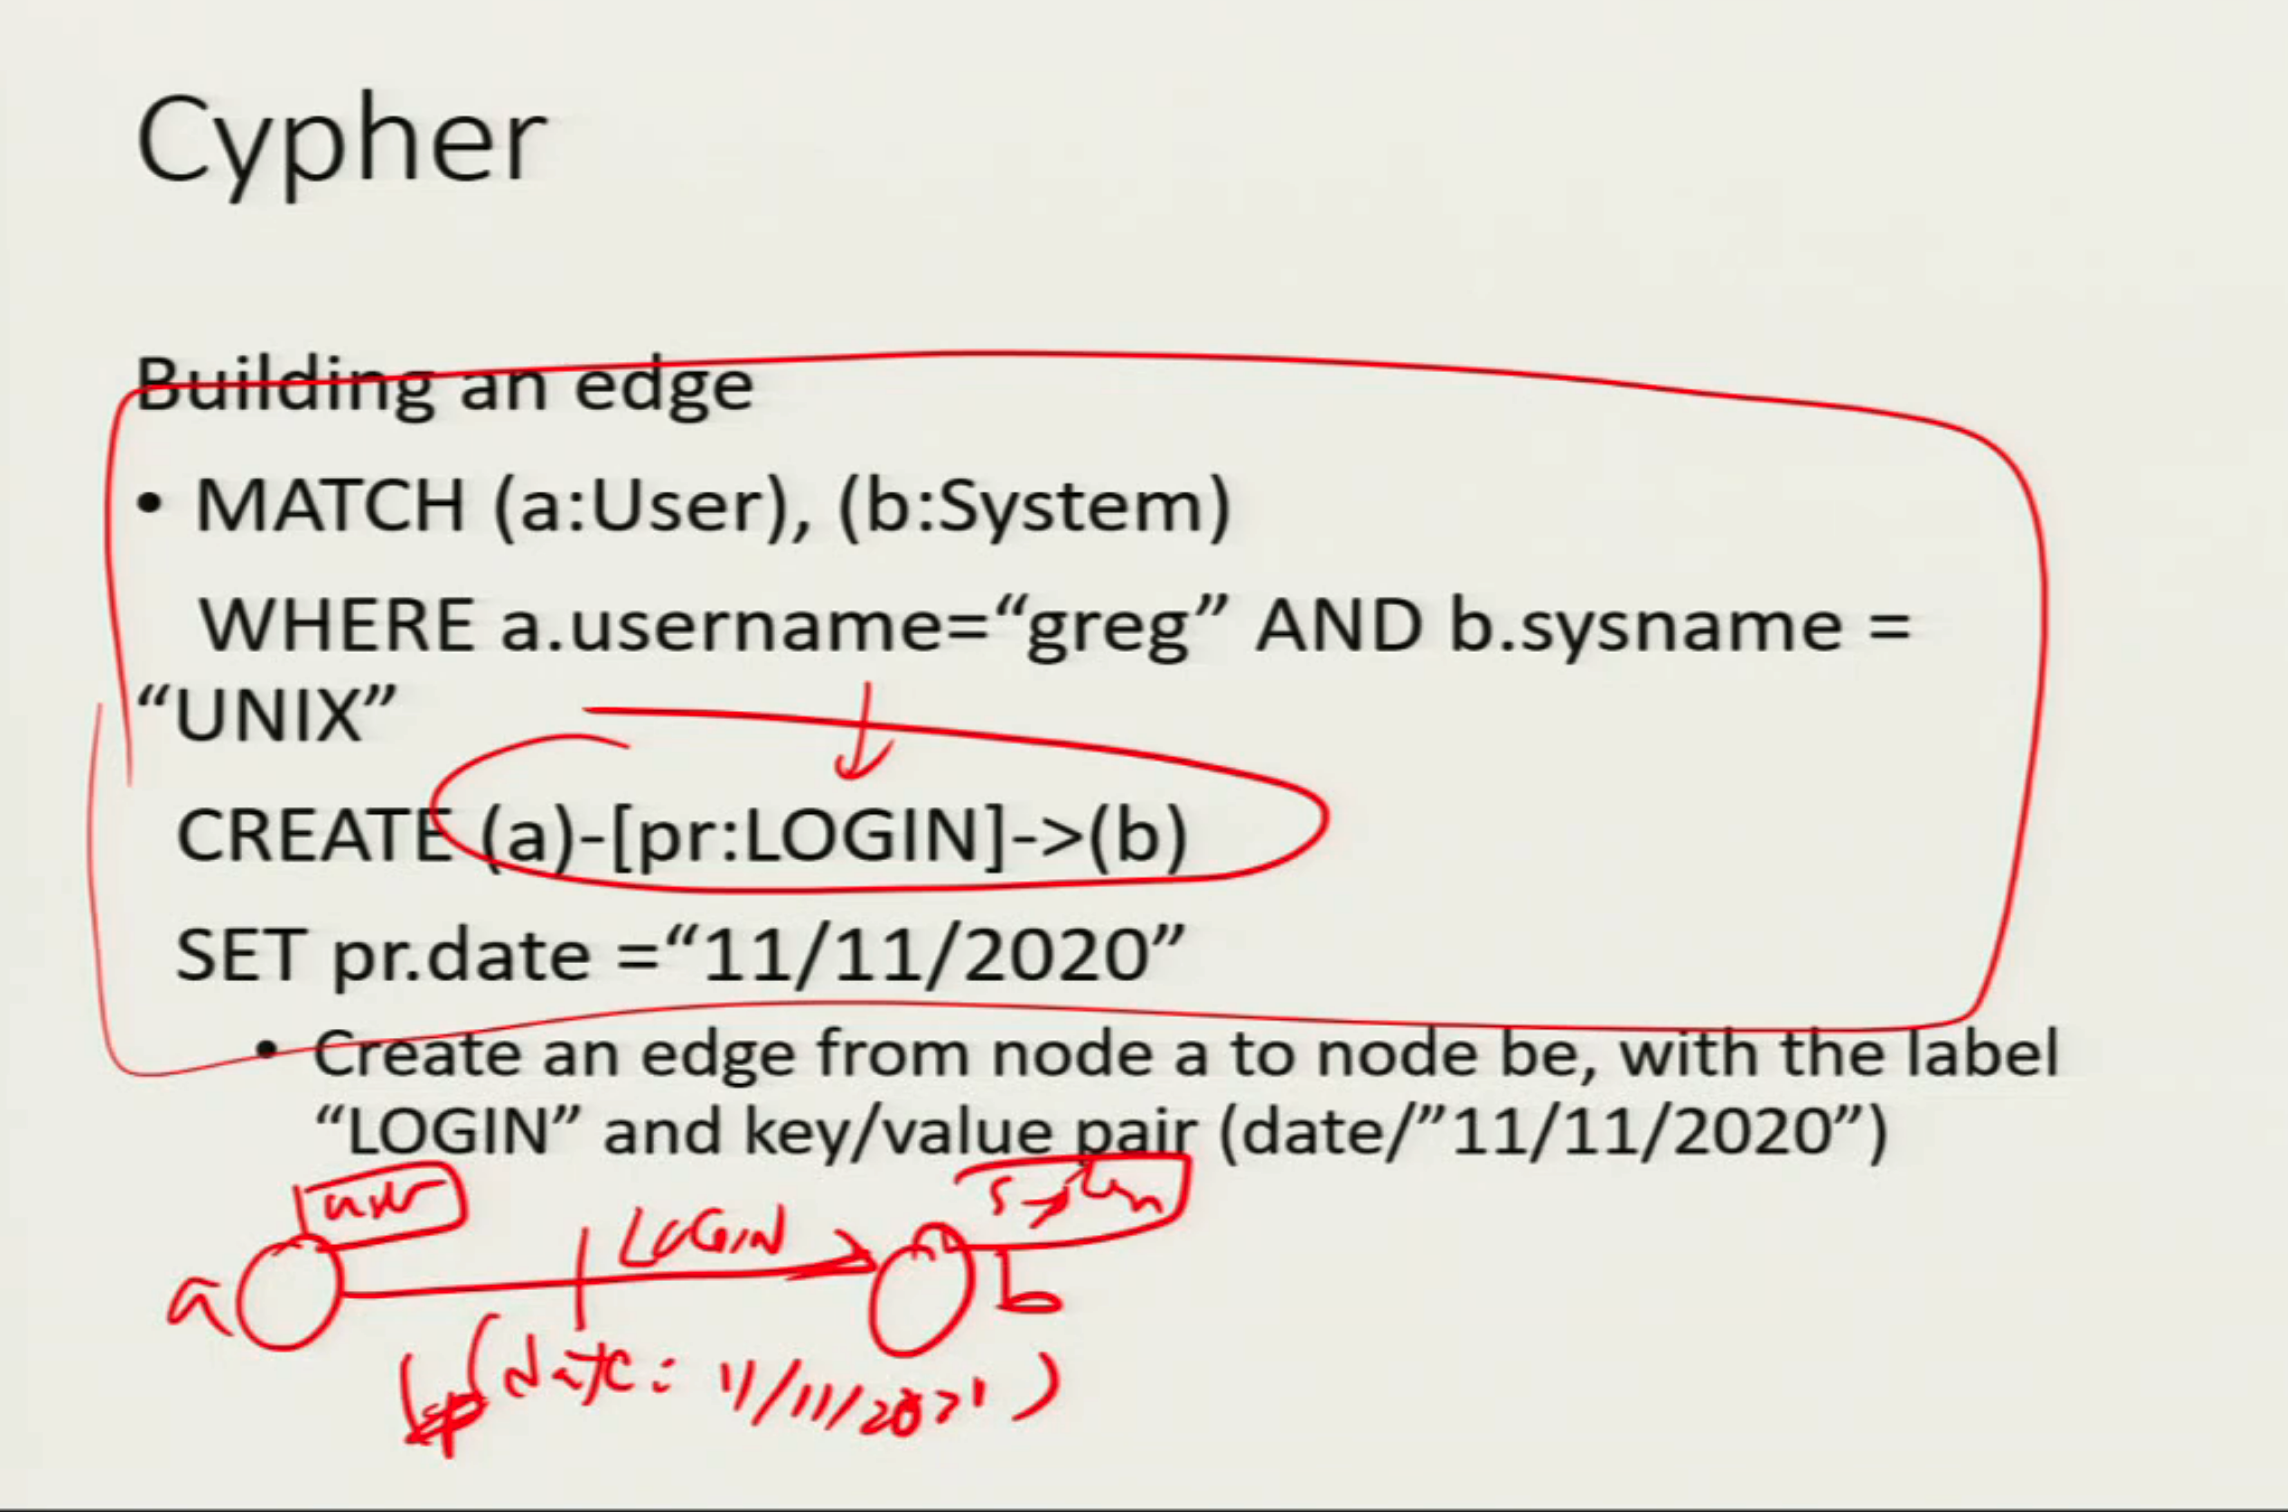 Cypher
Building an edge
• MATCH (a:User), (b:System)
WHERE a.username=“greg” AND b.sysname =
“UNIX”
CREATE (a)-[pr:LOGIN]->(b)
SET pr.date =“11/11/2020”
• Create an edge from node a to node be, with the label
“LOGIN” and key/value pair (date/”11/11/2020”)
user
System
LOGIN
a
b
(date: 11/11/